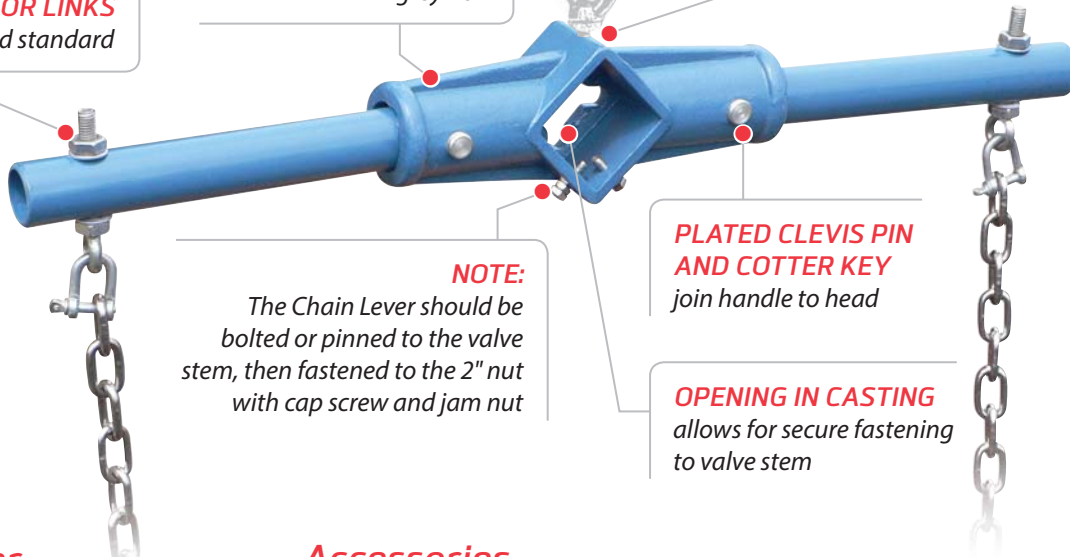 OR LINKS
standard
NOTE:
The Chain Lever should be
bolted or pinned to the valve
stem, then fastened to the 2" nut
with cap screw and jam nut
PLATED CLEVIS PIN
AND COTTER KEY
join handle to head
OPENING IN CASTING
allows for secure fastening
to valve stem
Accessories